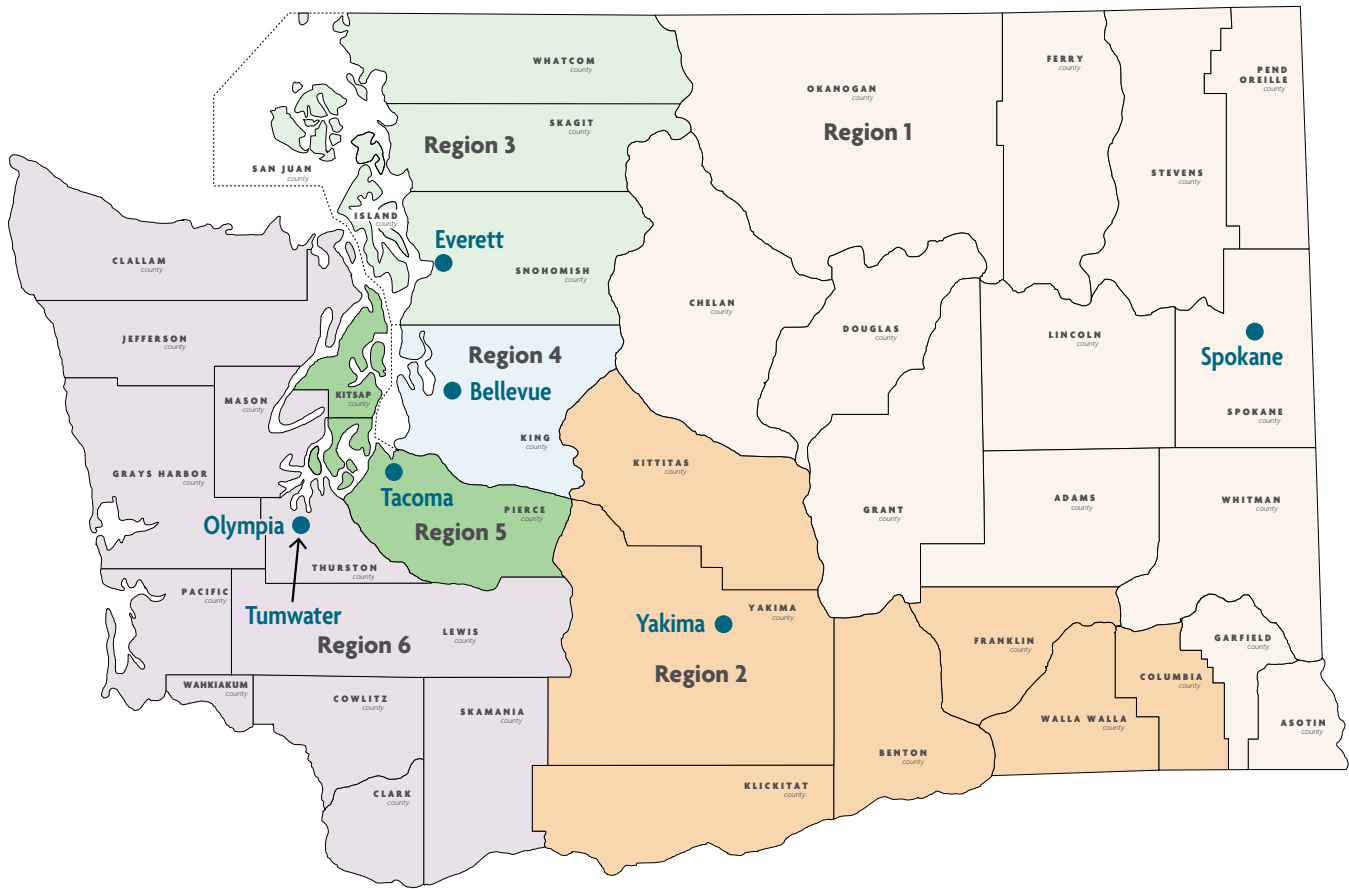 WHATCOM
county
SKAGIT
county
Region 3
SAN JUAN
county
ISLAND
county
Everett
SNOHOMISH
county
OKANOGAN
county
Region 1
FERRY
county
PEND
OREILLE
county
STEVENS
county
CLALLAM
county
JEFFERSON
county
CHELAN
county
DOUGLAS
county
LINCOLN
county
Spokane
SPOKANE
county
Region 4
Bellevue
KING
county
MASON
county
KITSAP
county
GRAYS HARBOR
county
Tacoma
PIERCE
county
Region 5
Olympia
THURSTON
county
Tumwater
KITTITAS
county
GRANT
county
ADAMS
county
WHITMAN
county
PACIFIC
county
LEWIS
county
Region 6
YAKIMA
county
Yakima
Region 2
FRANKLIN
county
GARFIELD
county
COLUMBIA
county
WAHKIAKUM
county
COWLITZ
county
SKAMANIA
county
WALLA WALLA
county
ASOTIN
county
BENTON
county
CLARK
county
KLICKITAT
county